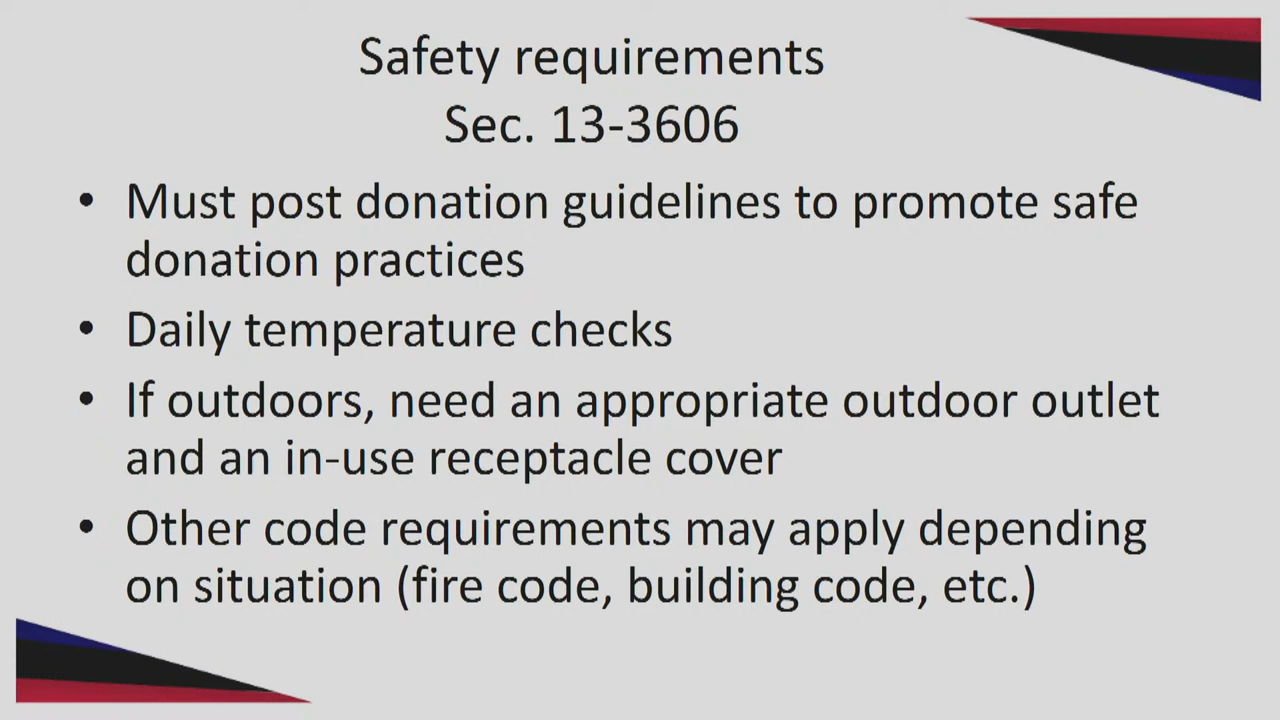 Safety requirements
Sec. 13-3606
• Must post donation guidelines to promote safe
donation practices
• Daily temperature checks
• If outdoors, need an appropriate outdoor outlet
and an in-use receptacle cover
• Other code requirements may apply depending
on situation (fire code, building code, etc.)